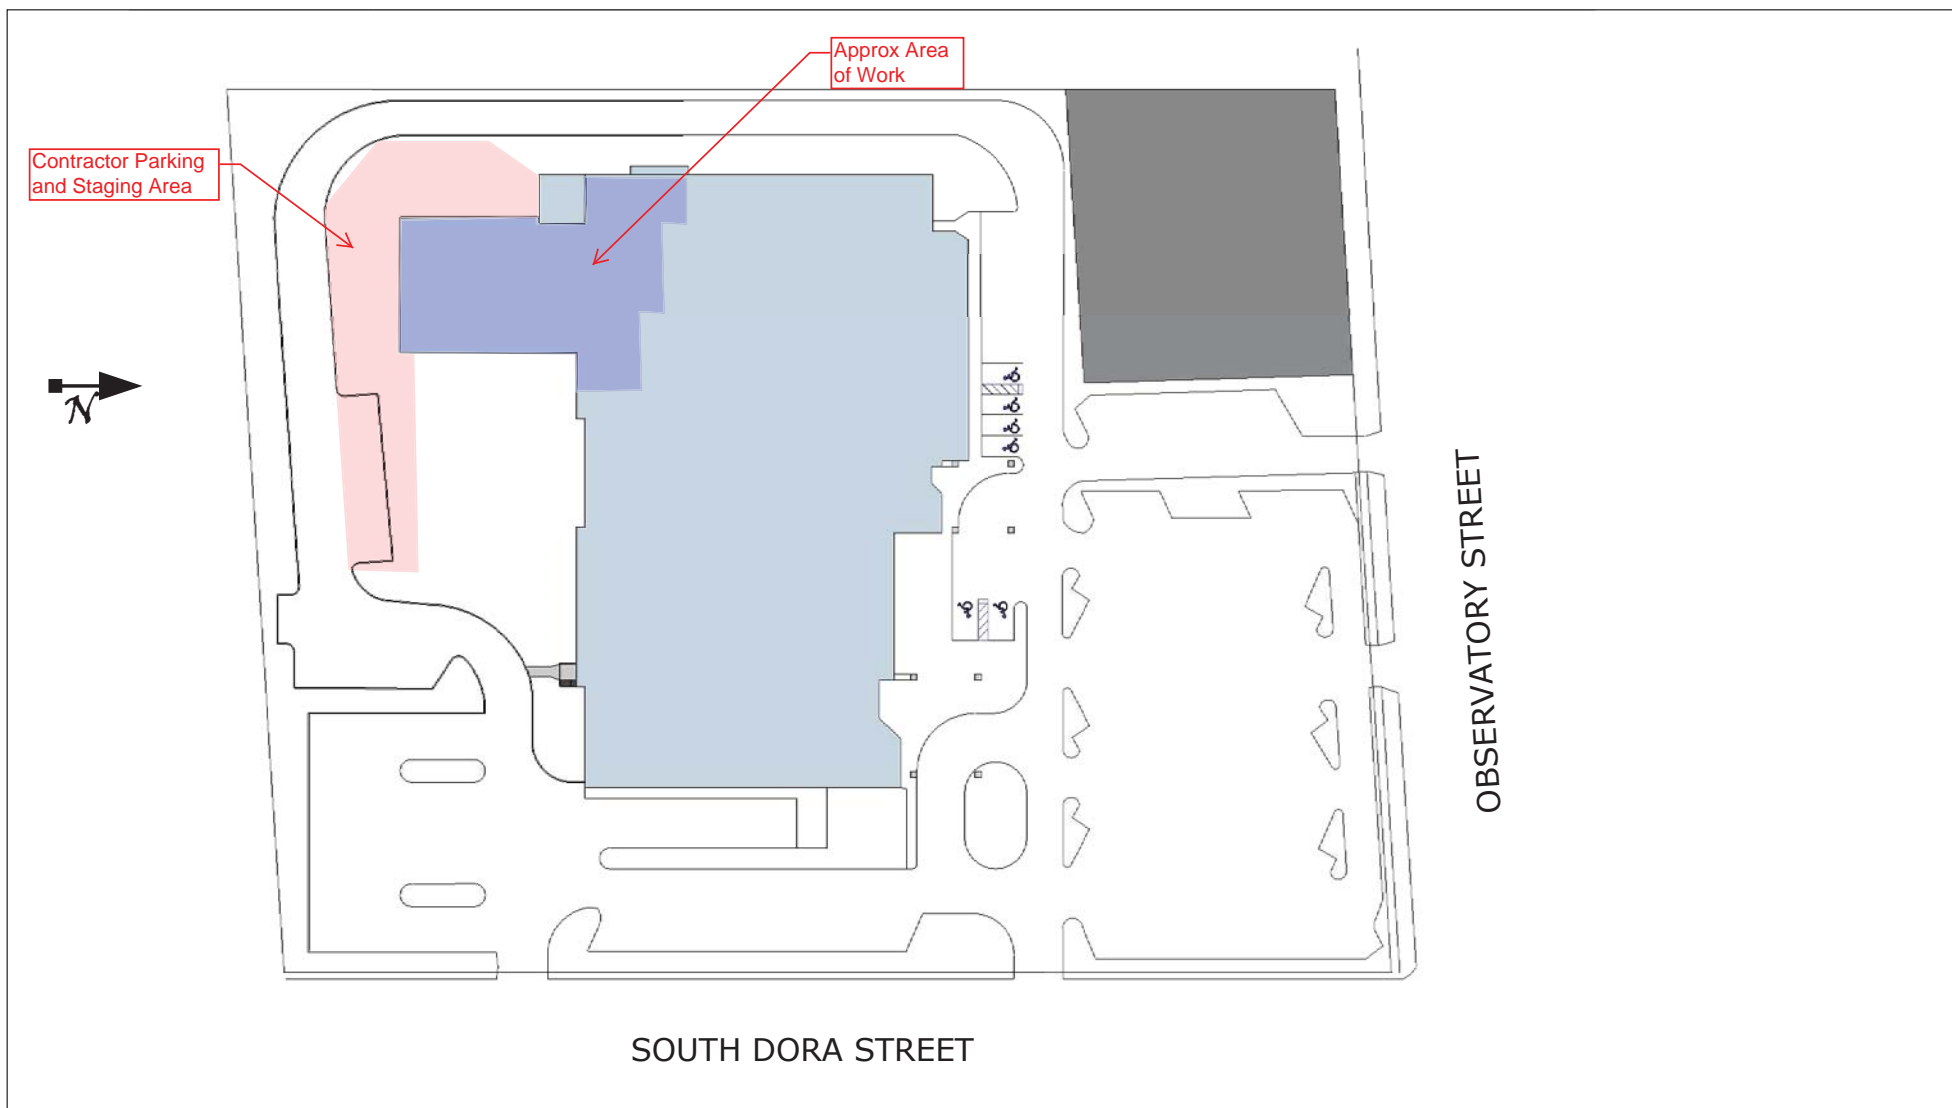 Approx Area
of Work
Contractor Parking
and Staging Area
N
OBSERVATORY STREET
SOUTH DORA STREET